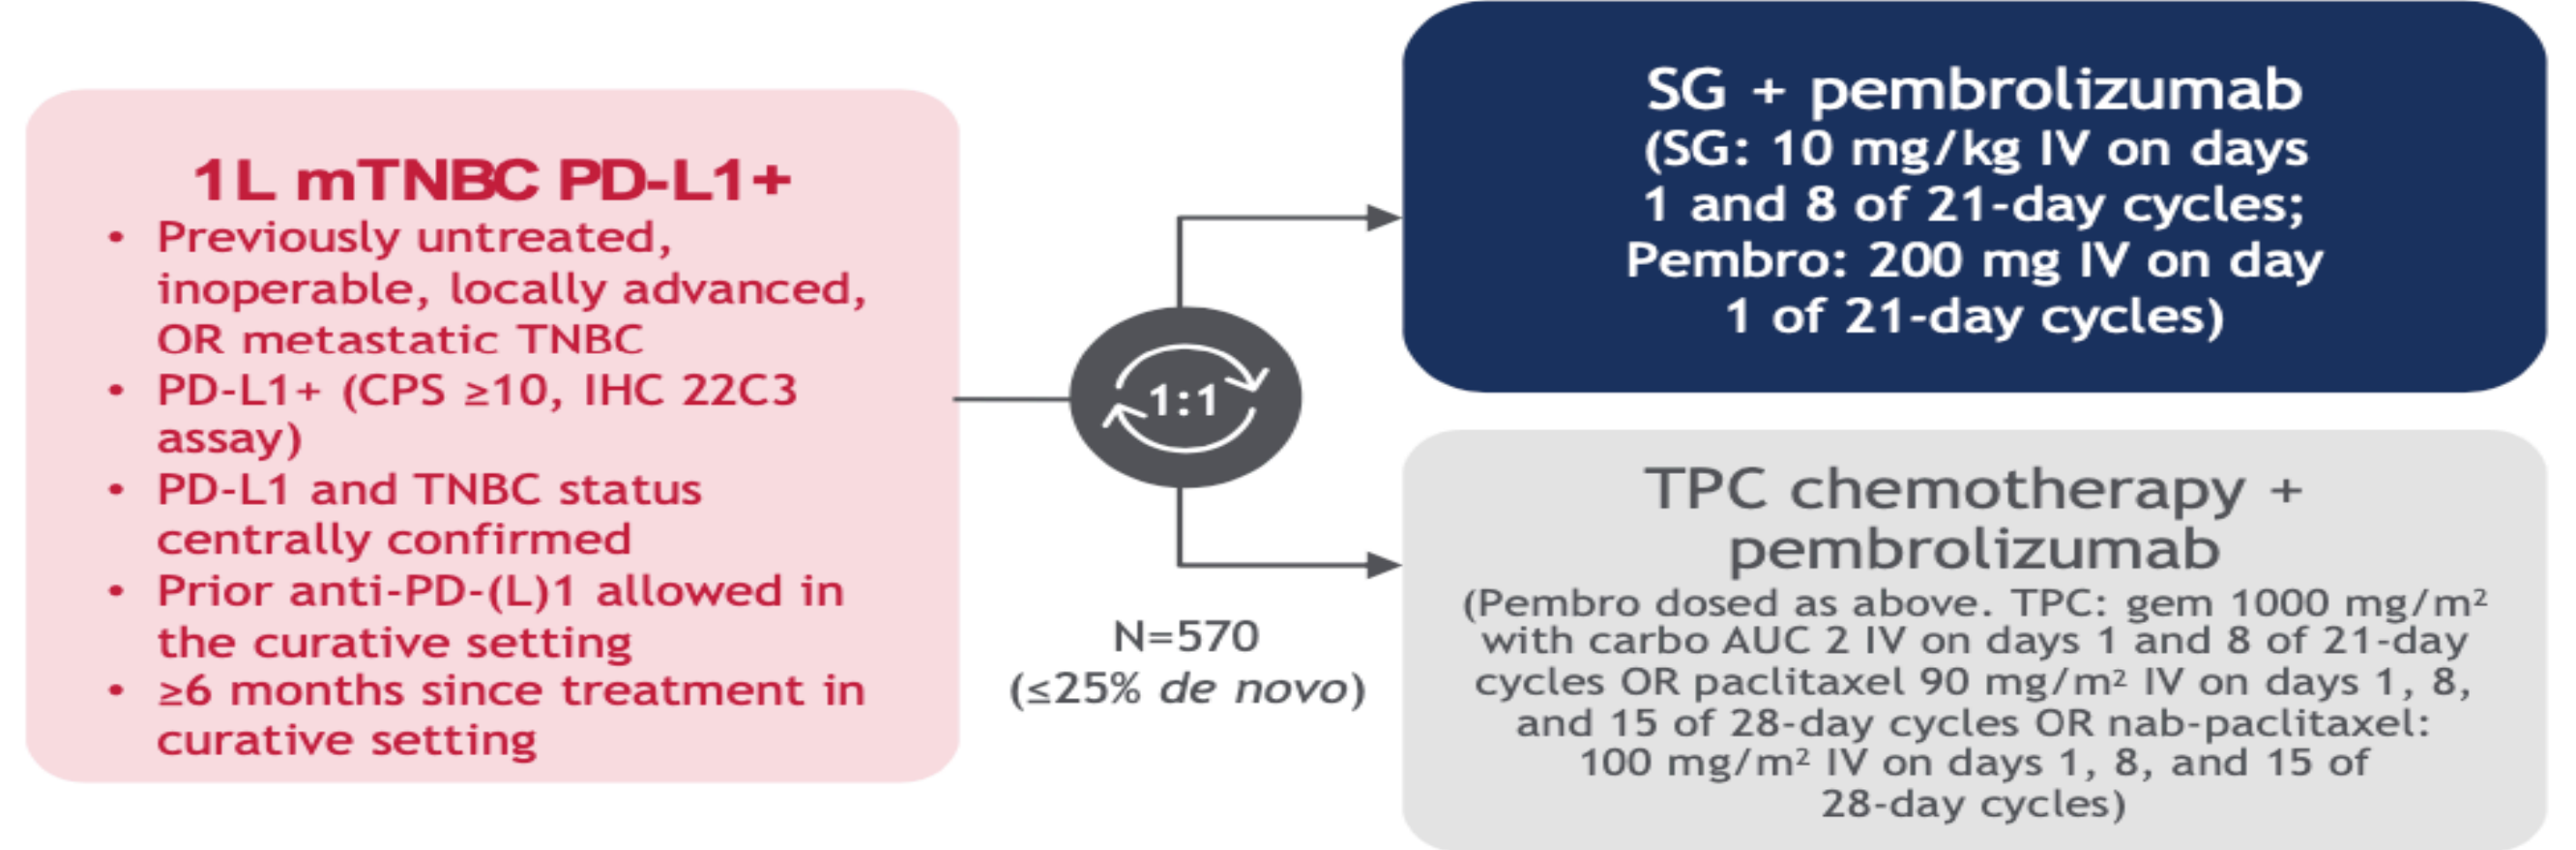 1L mTNBC PD-L1+
• Previously untreated,
inoperable, locally advanced,
OR metastatic TNBC
• PD-L1+ (CPS ≥10, IHC 22C3
assay)
• PD-L1 and TNBC status
centrally confirmed
• Prior anti-PD-(L)1 allowed in
the curative setting
• ≥6 months since treatment in
curative setting
1:1
N=570
(≤25% de novo)
SG + pembrolizumab
(SG: 10 mg/kg IV on days
1 and 8 of 21-day cycles;
Pembro: 200 mg IV on day
1 of 21-day cycles)
TPC chemotherapy +
pembrolizumab
(Pembro dosed as above. TPC: gem 1000 mg/m²
with carbo AUC 2 IV on days 1 and 8 of 21-day
cycles OR paclitaxel 90 mg/m² IV on days 1, 8,
and 15 of 28-day cycles OR nab-paclitaxel:
100 mg/m² IV on days 1, 8, and 15 of
28-day cycles)